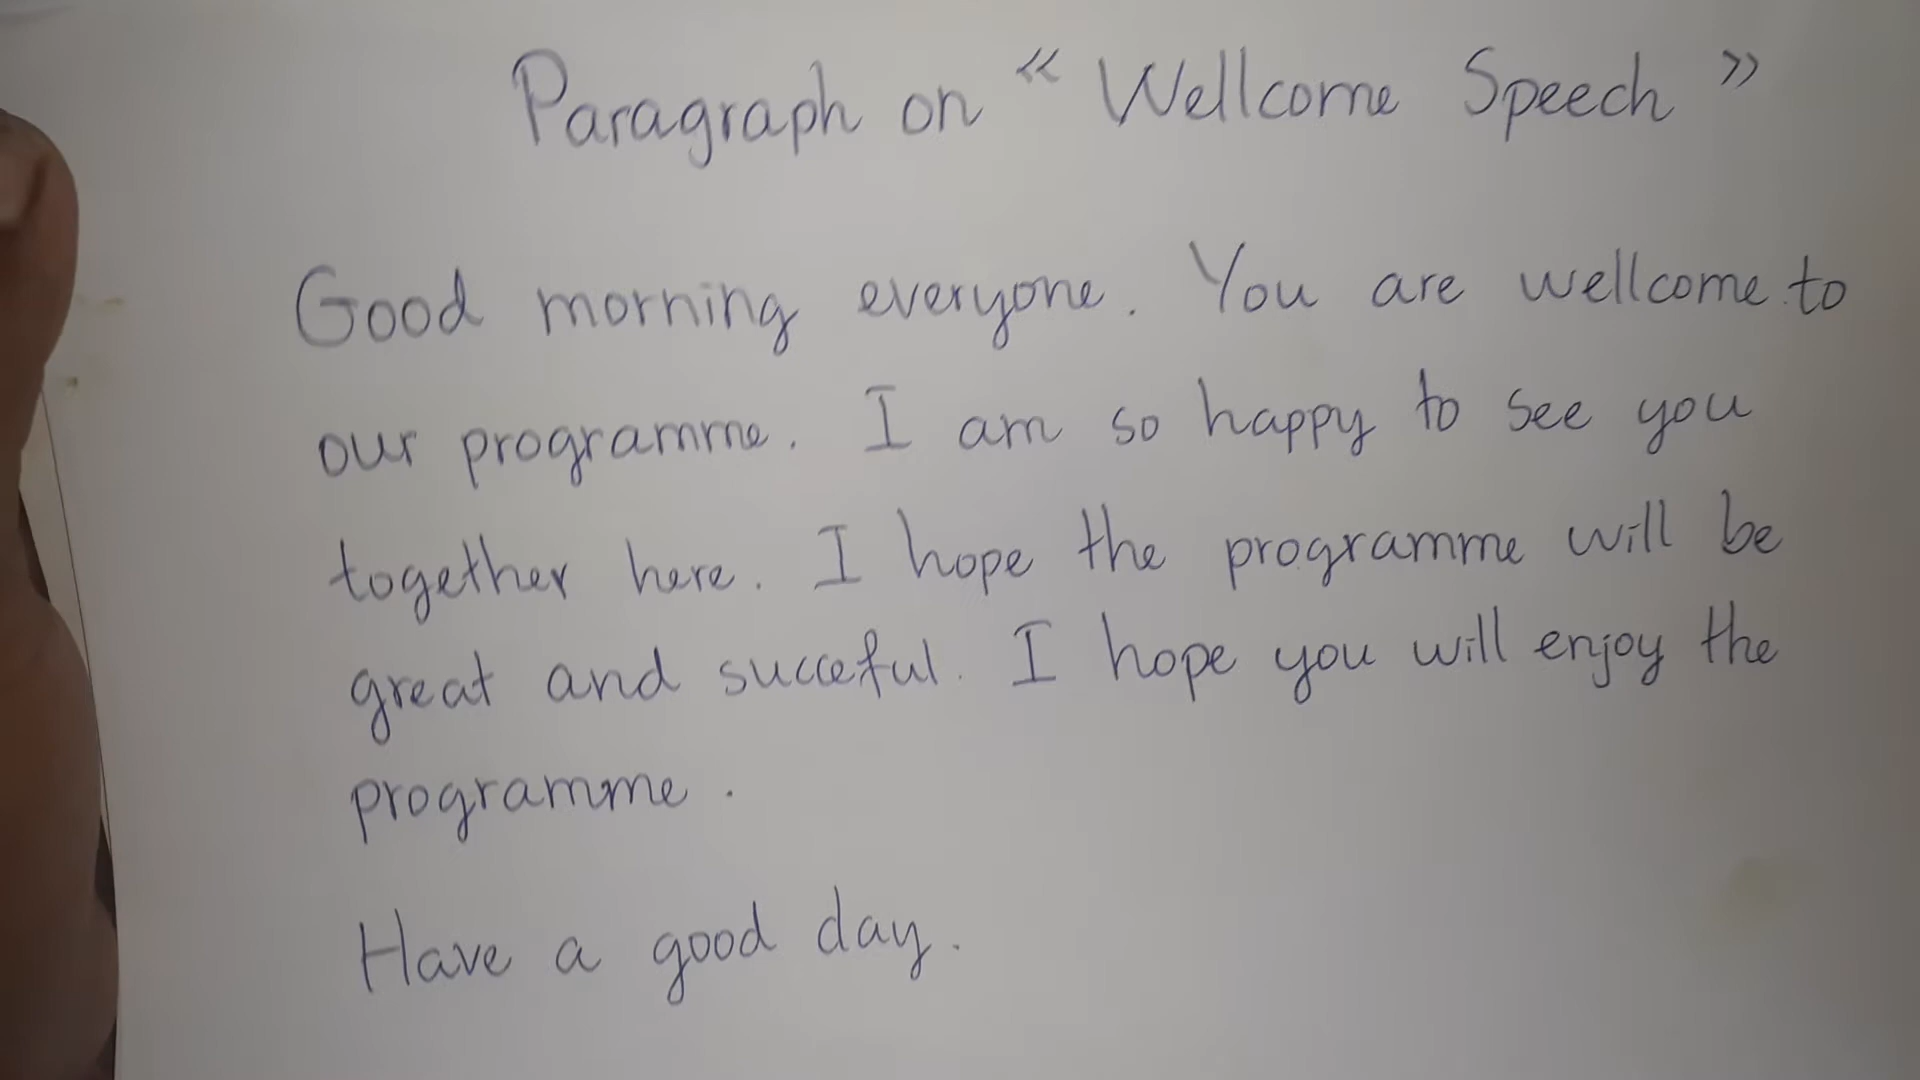 Paragraph on “ Wellcome Speech ”
Good morning everyone. You are wellcome to
our programme. I am so happy to see you
together here. I hope the programme will be
great and succeful. I hope you will enjoy the
programme.
Have a good day.